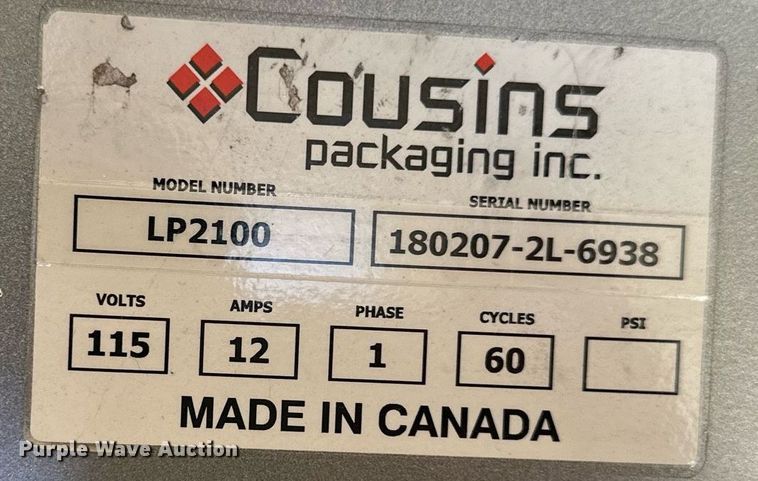 Cousins
packaging inc.
MODEL NUMBER SERIAL NUMBER
LP2100 180207-2L-6938
VOLTS AMPS PHASE CYCLES PSI
115 12 1 60
MADE IN CANADA
Purple Wave Auction